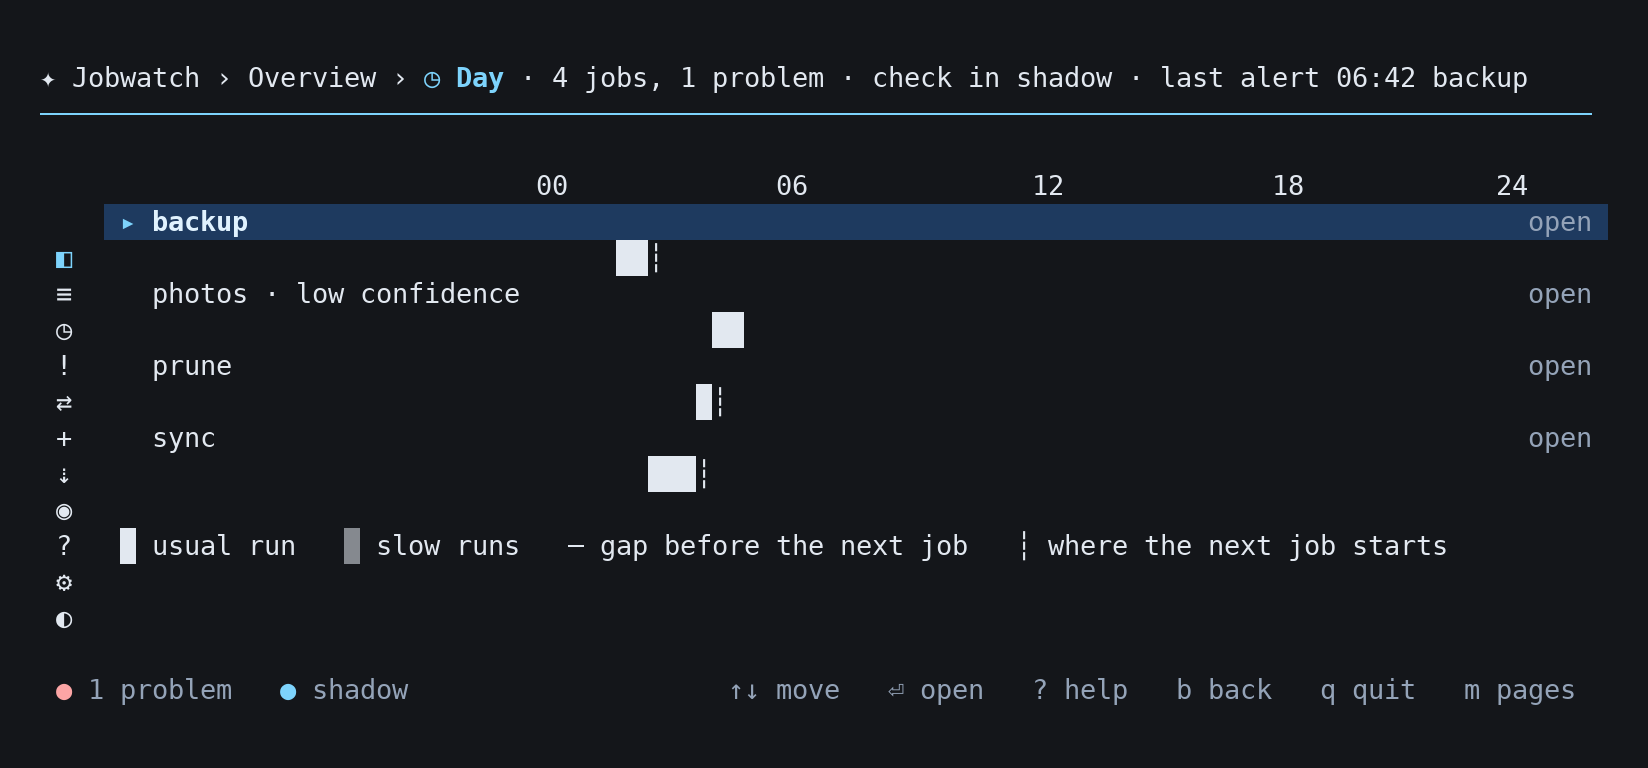 ✦ Jobwatch › Overview › ◷ Day · 4 jobs, 1 problem · check in shadow · last alert 06:42 backup
00 06 12 18 24
▸ backup open
photos · low confidence open
prune open
sync open
usual run slow runs — gap before the next job ┆ where the next job starts
● 1 problem ● shadow ↑↓ move ⏎ open ? help b back q quit m pages